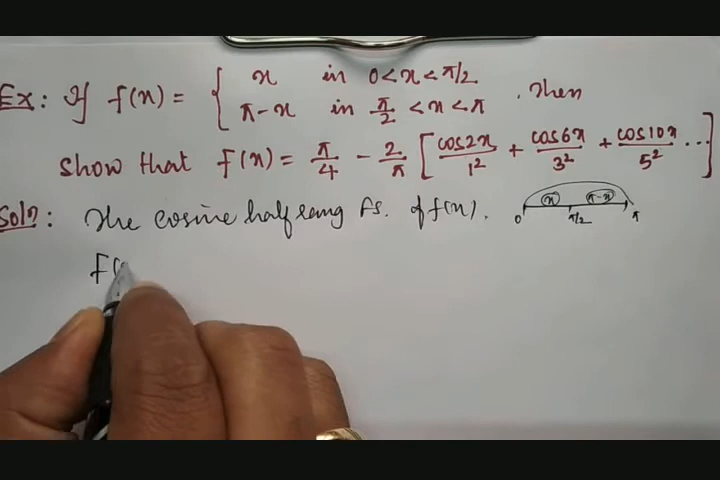 Ex: If f(x) = { x in 0<x<π/2
π-x in π/2 <x<π . Then
show that f(x) = π/4 - 2/π [ cos2x/1² + cos6x/3² + cos10x/5² ... ]
Soln: The cosine half rang Fs. of f(x).
0 x π/2 π-x π
F(